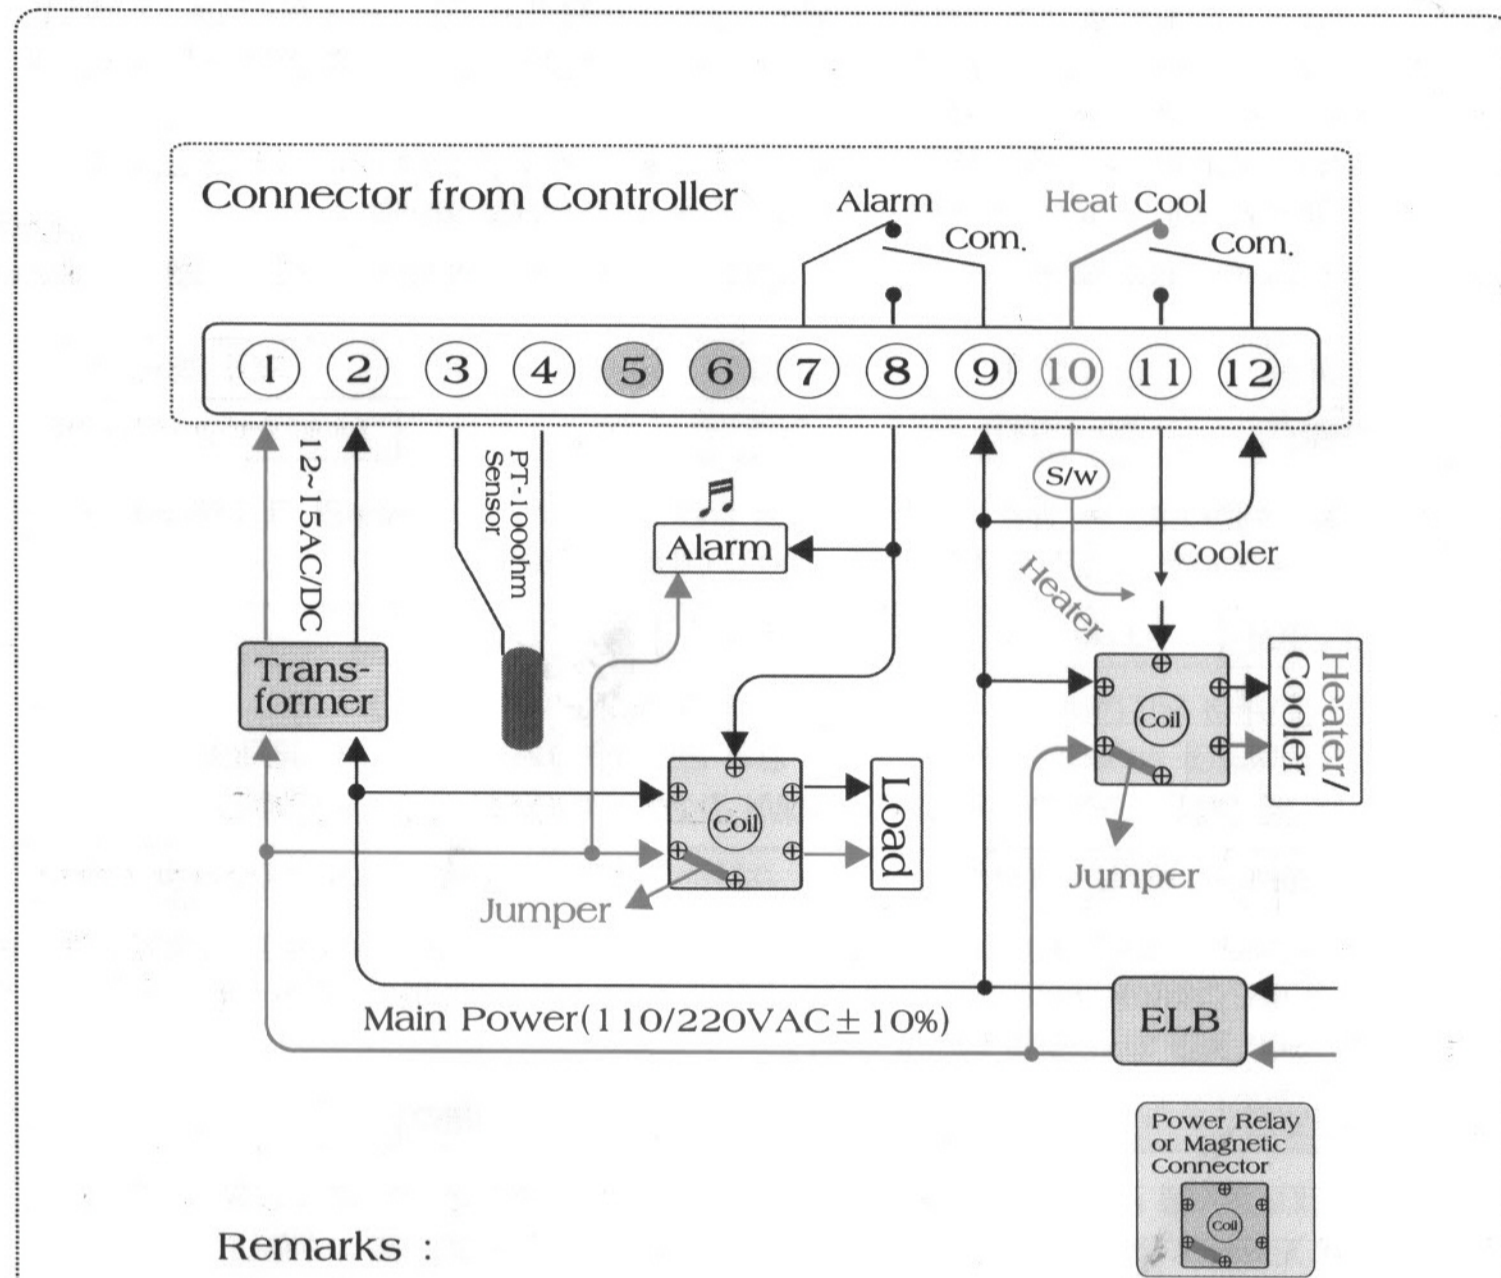 Connector from Controller
Alarm
Com.
Heat Cool
Com.
1 2 3 4 5 6 7 8 9 10 11 12
12~15AC/DC
PT-100ohm
Sensor
Alarm
S/w
Heater
Cooler
Trans-
former
Coil
Load
Jumper
Coil
Heater/
Cooler
Jumper
Main Power(110/220VAC±10%)
ELB
Power Relay
or Magnetic
Connector
Coil
Remarks :